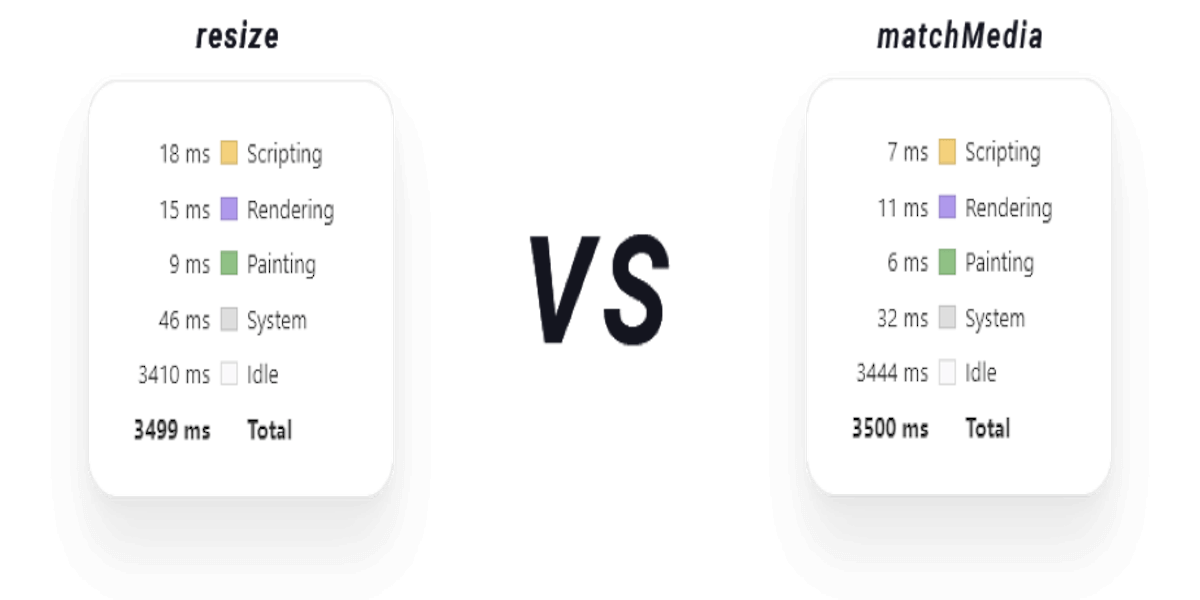 resize
18 ms Scripting
15 ms Rendering
9 ms Painting
46 ms System
3410 ms Idle
3499 ms Total
VS
matchMedia
7 ms Scripting
11 ms Rendering
6 ms Painting
32 ms System
3444 ms Idle
3500 ms Total